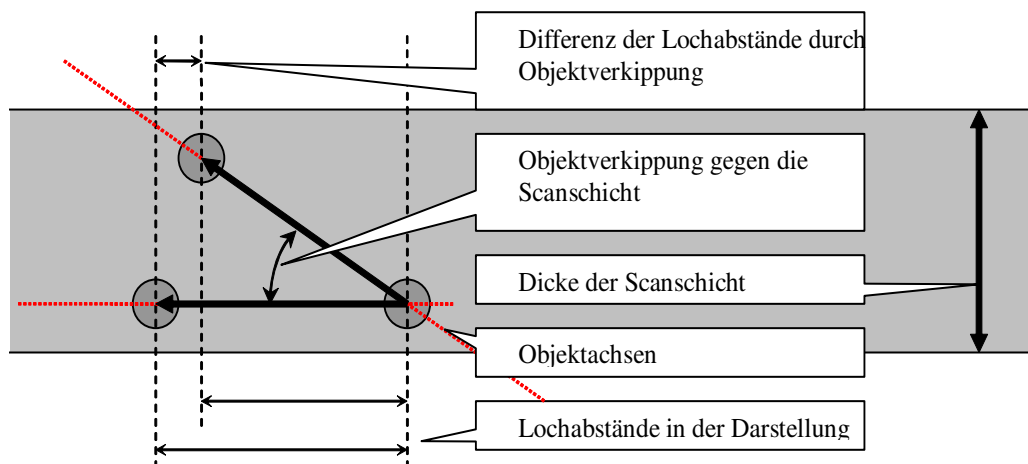 Differenz der Lochabstände durch
Objektverkippung
Objektverkippung gegen die
Scanschicht
Dicke der Scanschicht
Objektachsen
Lochabstände in der Darstellung